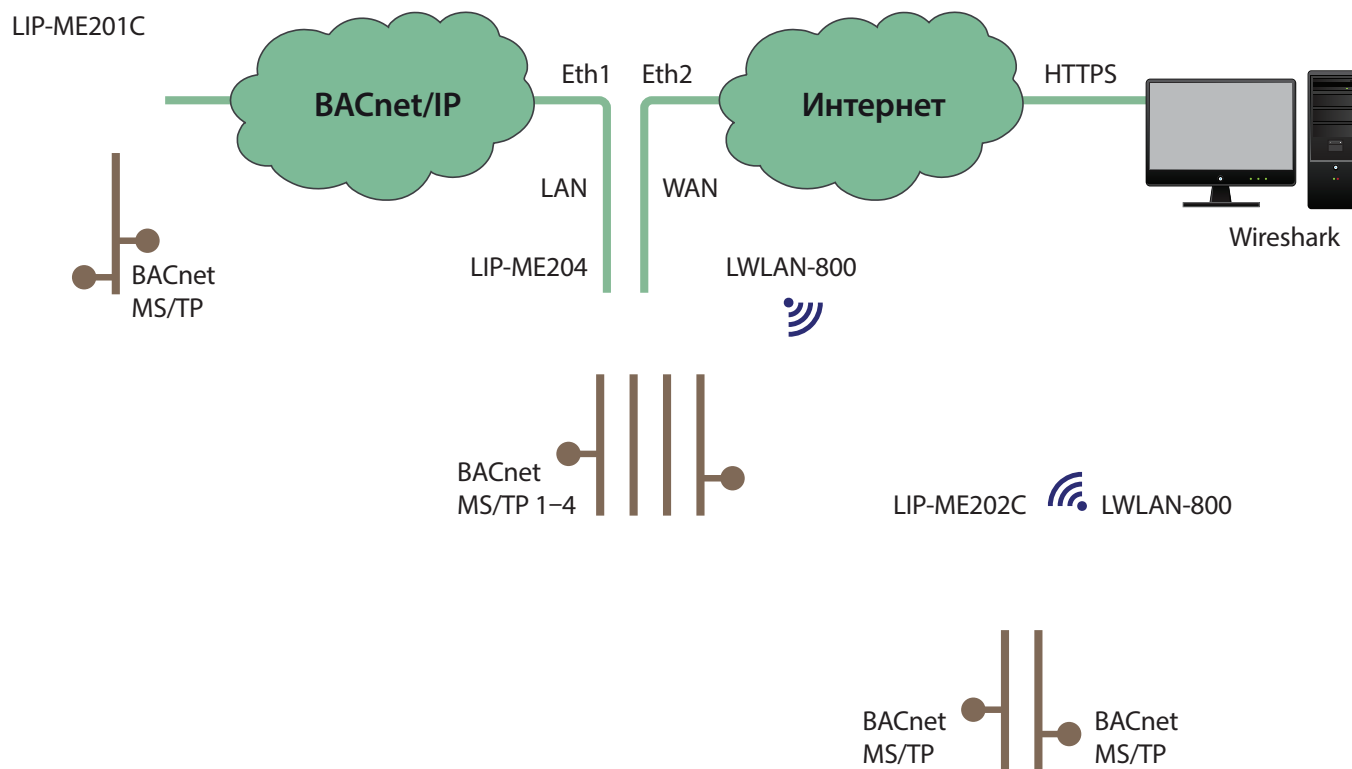 LIP-ME201C
BACnet/IP
Eth1
Eth2
Интернет
HTTPS
LAN
WAN
Wireshark
BACnet
MS/TP
LIP-ME204
LWLAN-800
BACnet
MS/TP 1–4
LIP-ME202C
LWLAN-800
BACnet
MS/TP
BACnet
MS/TP